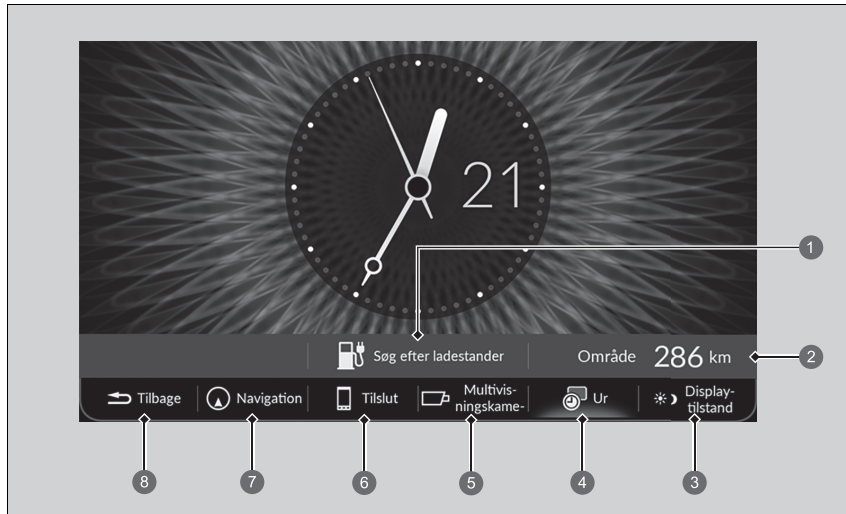 21
1
Søg efter ladestander
Område 286 km
2
Tilbage
Navigation
Tilslut
Multivis-
ningskame-
Ur
Display-
tilstand
8
7
6
5
4
3